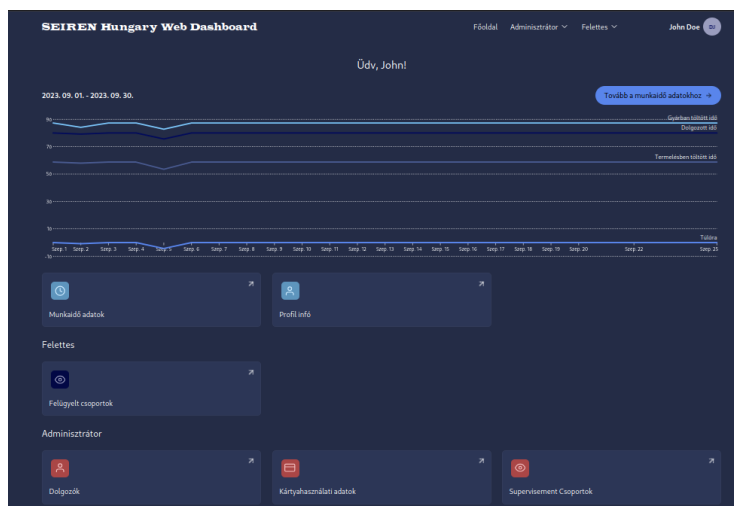 SEIREN Hungary Web Dashboard
Főoldal Adminisztrátor Felettes John Doe
Üdv, John!
2023. 09. 01. - 2023. 09. 30.
Tovább a munkaidő adatokhoz →
90
Gyárban töltött idő
Dolgozott idő
70
Termelésben töltött idő
50
30
10
Túlóra
Szep. 1 Szep. 2 Szep. 3 Szep. 4 Szep. 5 Szep. 6 Szep. 7 Szep. 8 Szep. 9 Szep. 10 Szep. 11 Szep. 12 Szep. 13 Szep. 14 Szep. 15 Szep. 16 Szep. 17 Szep. 18 Szep. 19 Szep. 20 Szep. 22 Szep. 25
-10
Munkaidő adatok
Profil infó
Felettes
Felügyelt csoportok
Adminisztrátor
Dolgozók
Kártyahasználati adatok
Supervisement Csoportok